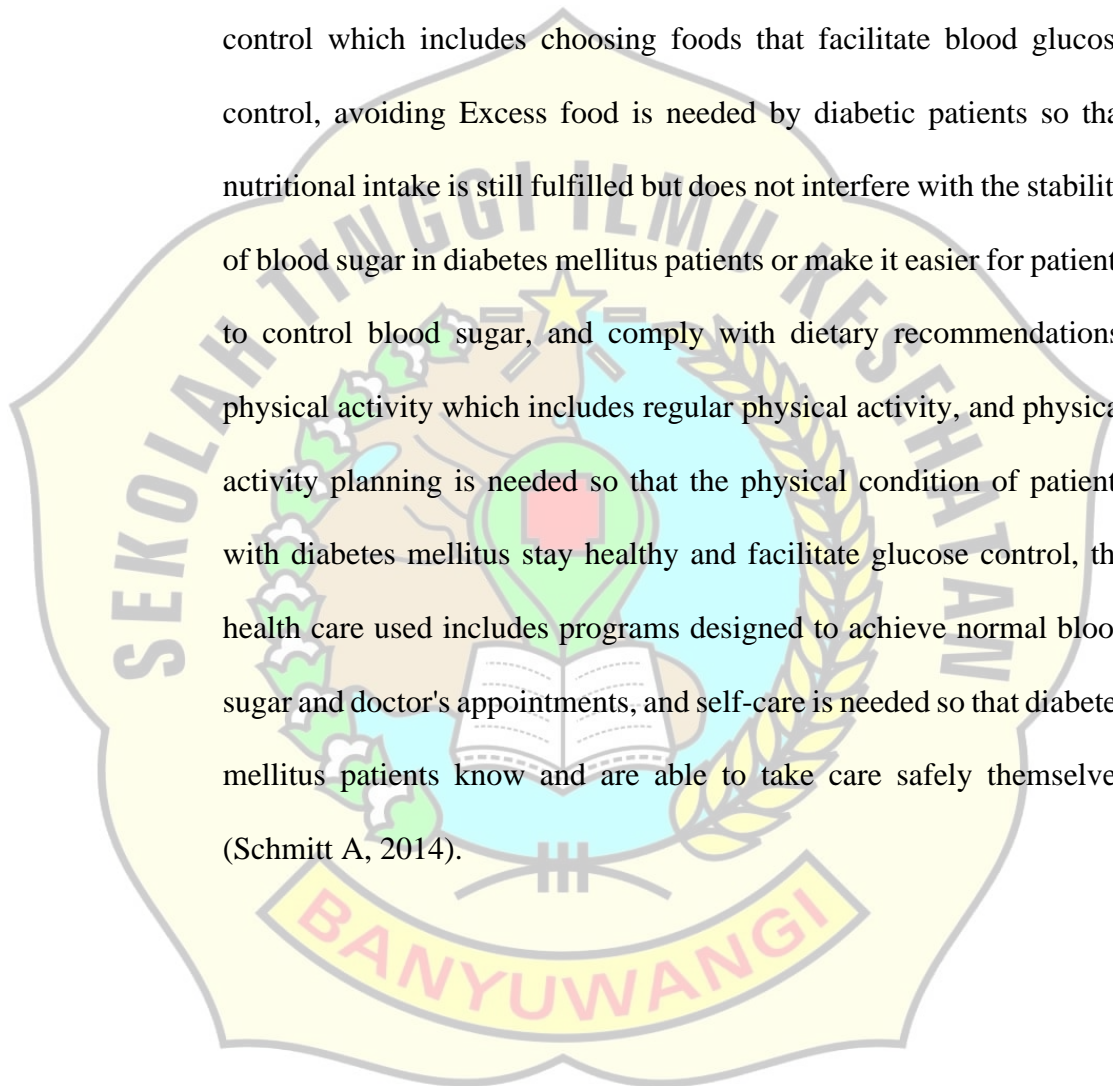 control which includes choosing foods that facilitate blood glucos
control, avoiding Excess food is needed by diabetic patients so tha
nutritional intake is still fulfilled but does not interfere with the stabilit
of blood sugar in diabetes mellitus patients or make it easier for patient
to control blood sugar, and comply with dietary recommendations
physical activity which includes regular physical activity, and physica
activity planning is needed so that the physical condition of patient
with diabetes mellitus stay healthy and facilitate glucose control, th
health care used includes programs designed to achieve normal bloo
sugar and doctor's appointments, and self-care is needed so that diabete
mellitus patients know and are able to take care safely themselve
(Schmitt A, 2014).
SEKOLAH TINGGI ILMU KESEHATAN
BANYUWANGI